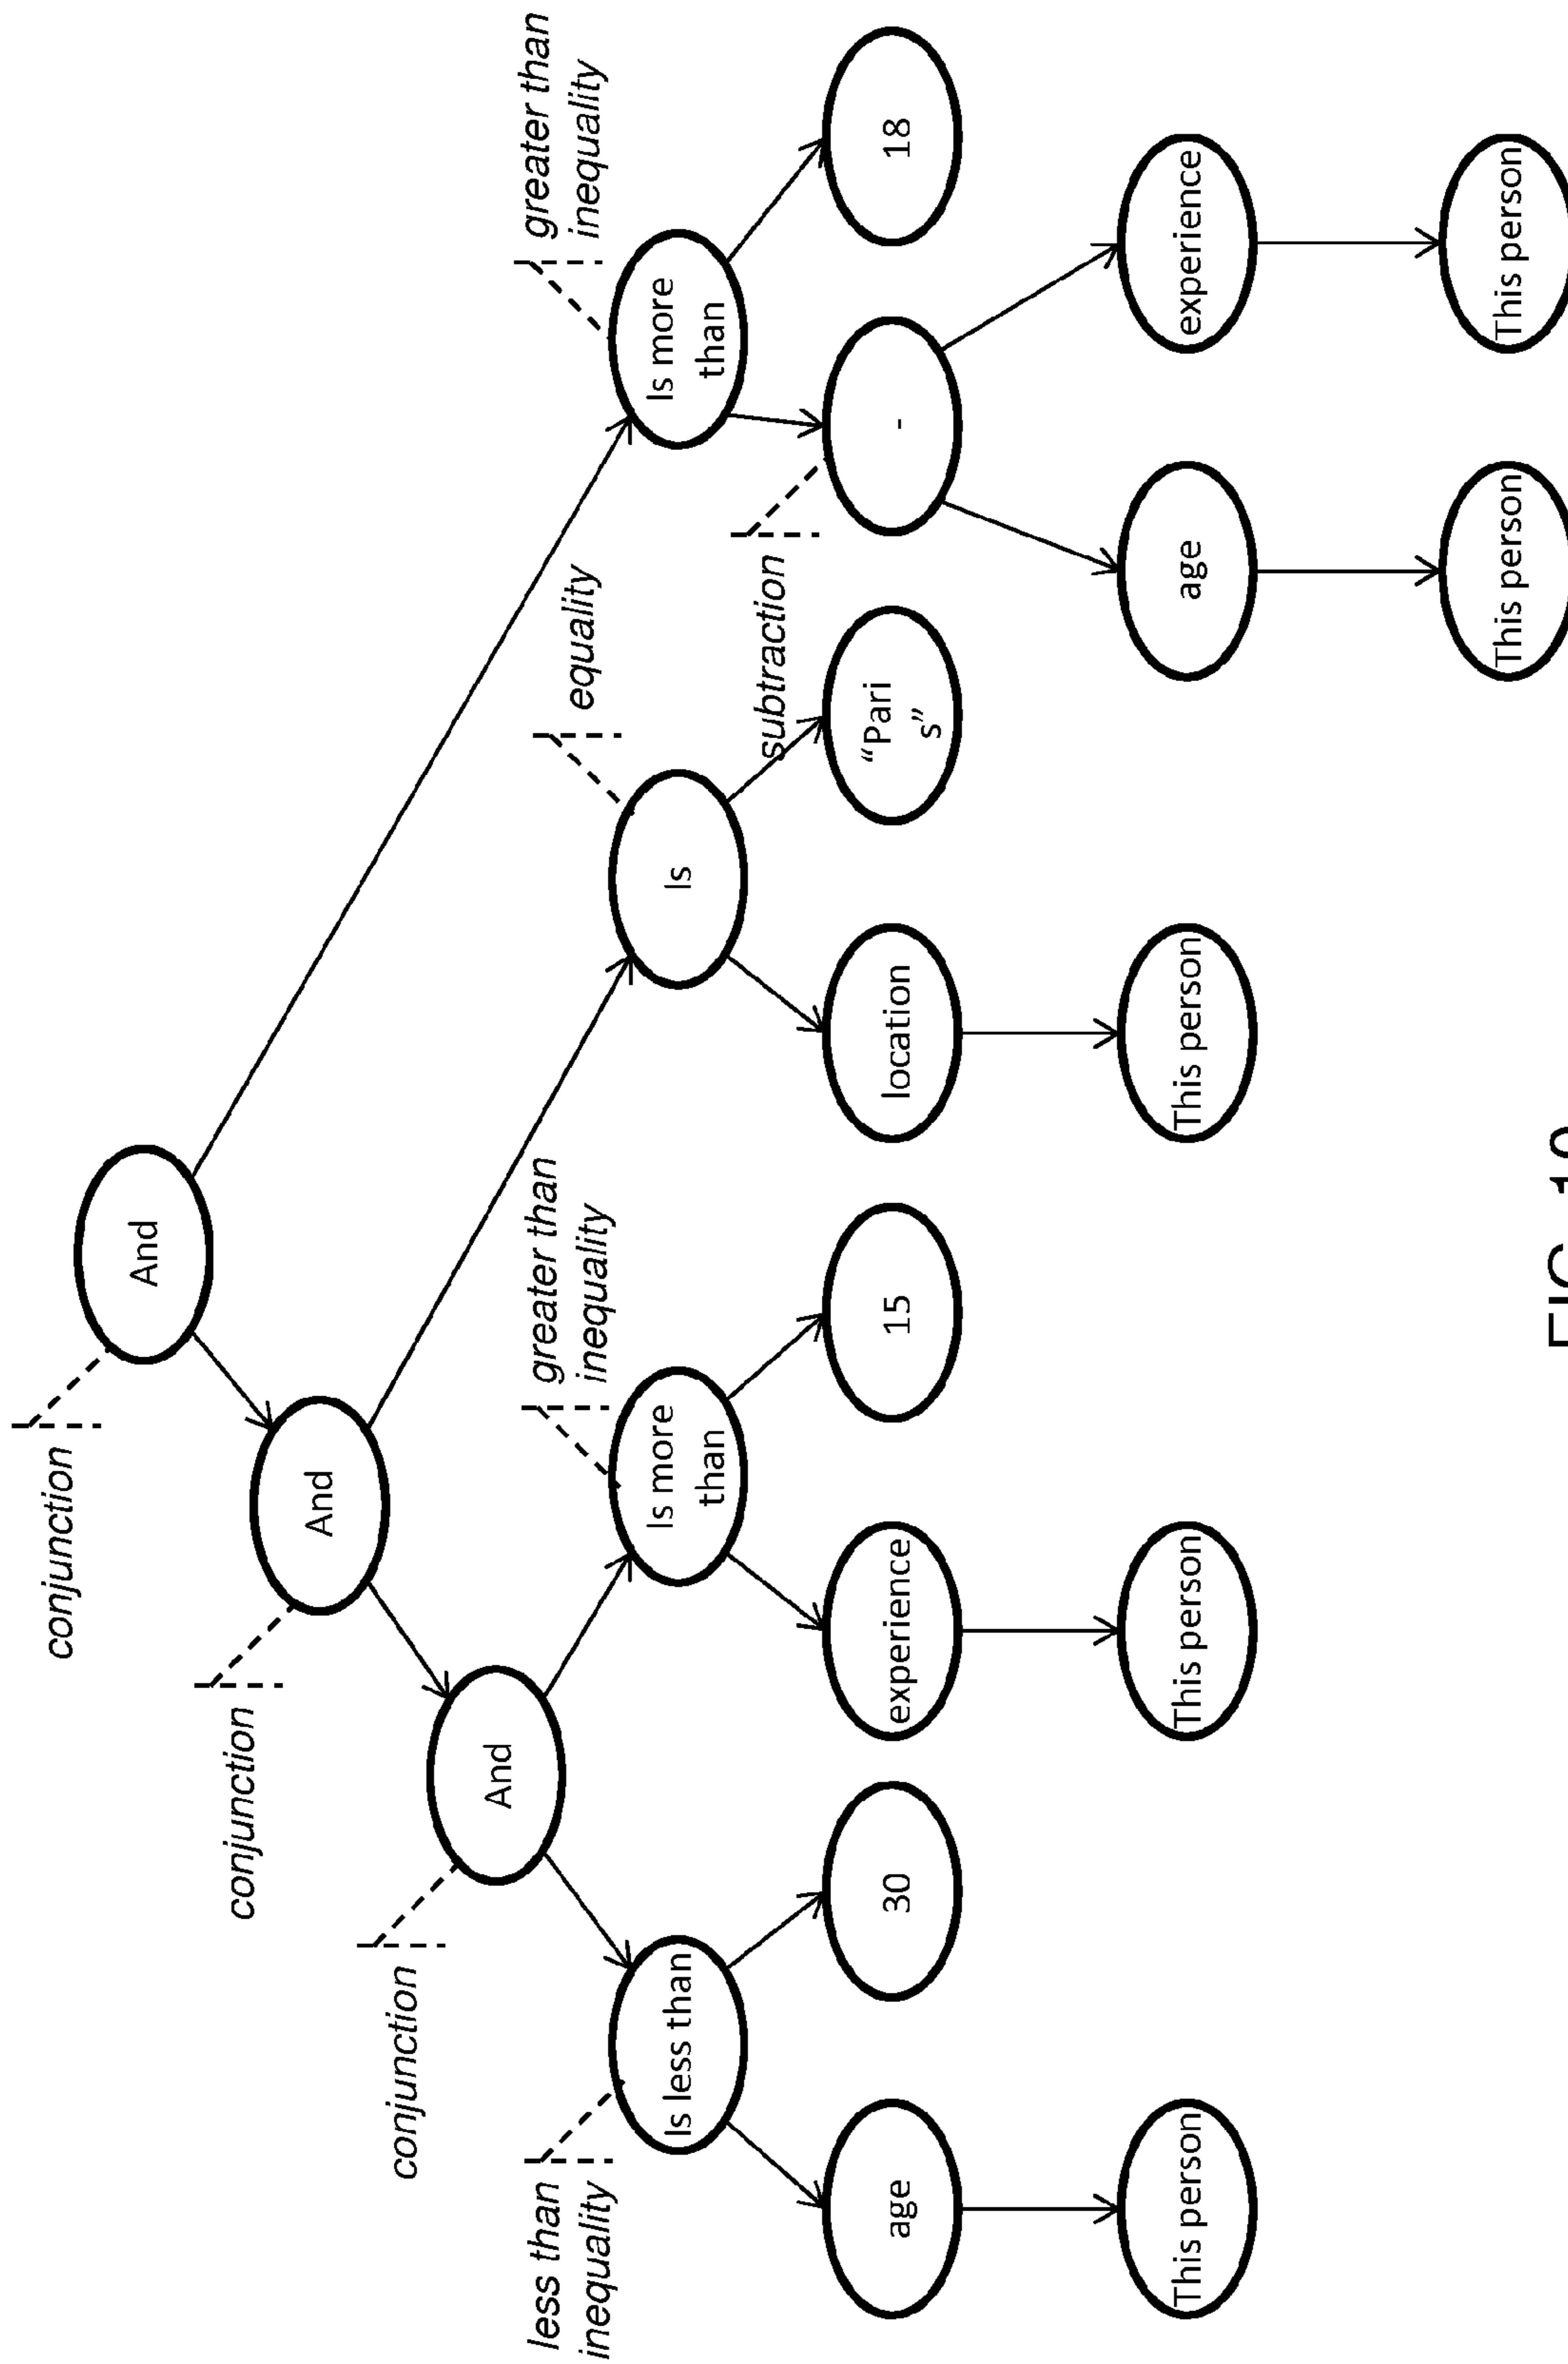 conjunction
And
conjunction
And
conjunction
And
less than
inequality
greater than
inequality
equality
greater than
inequality
Is less than
Is more
than
Is
Is more
than
subtraction
age
30
experience
15
location
“Pari
s”
-
18
This person
This person
This person
age
experience
This person
This person
FIG